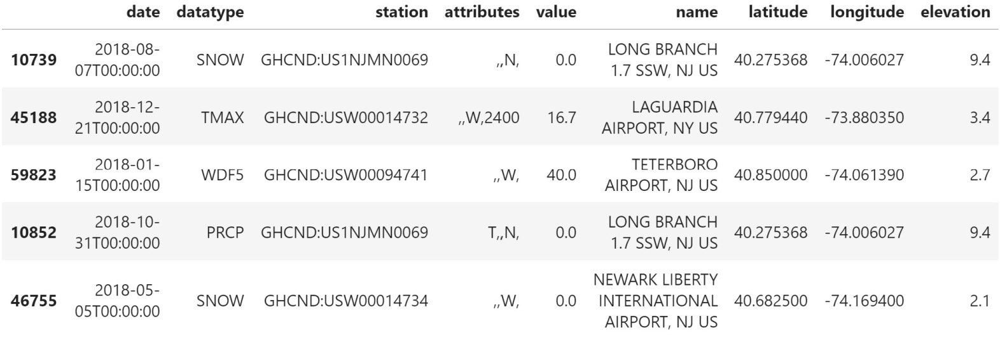 date datatype station attributes value name latitude longitude elevation
10739 2018-08-07T00:00:00 SNOW GHCND:US1NJMN0069 ,,N, 0.0 LONG BRANCH 1.7 SSW, NJ US 40.275368 -74.006027 9.4
45188 2018-12-21T00:00:00 TMAX GHCND:USW00014732 ,,W,2400 16.7 LAGUARDIA AIRPORT, NY US 40.779440 -73.880350 3.4
59823 2018-01-15T00:00:00 WDF5 GHCND:USW00094741 ,,W, 40.0 TETERBORO AIRPORT, NJ US 40.850000 -74.061390 2.7
10852 2018-10-31T00:00:00 PRCP GHCND:US1NJMN0069 T,,N, 0.0 LONG BRANCH 1.7 SSW, NJ US 40.275368 -74.006027 9.4
46755 2018-05-05T00:00:00 SNOW GHCND:USW00014734 ,,W, 0.0 NEWARK LIBERTY INTERNATIONAL AIRPORT, NJ US 40.682500 -74.169400 2.1